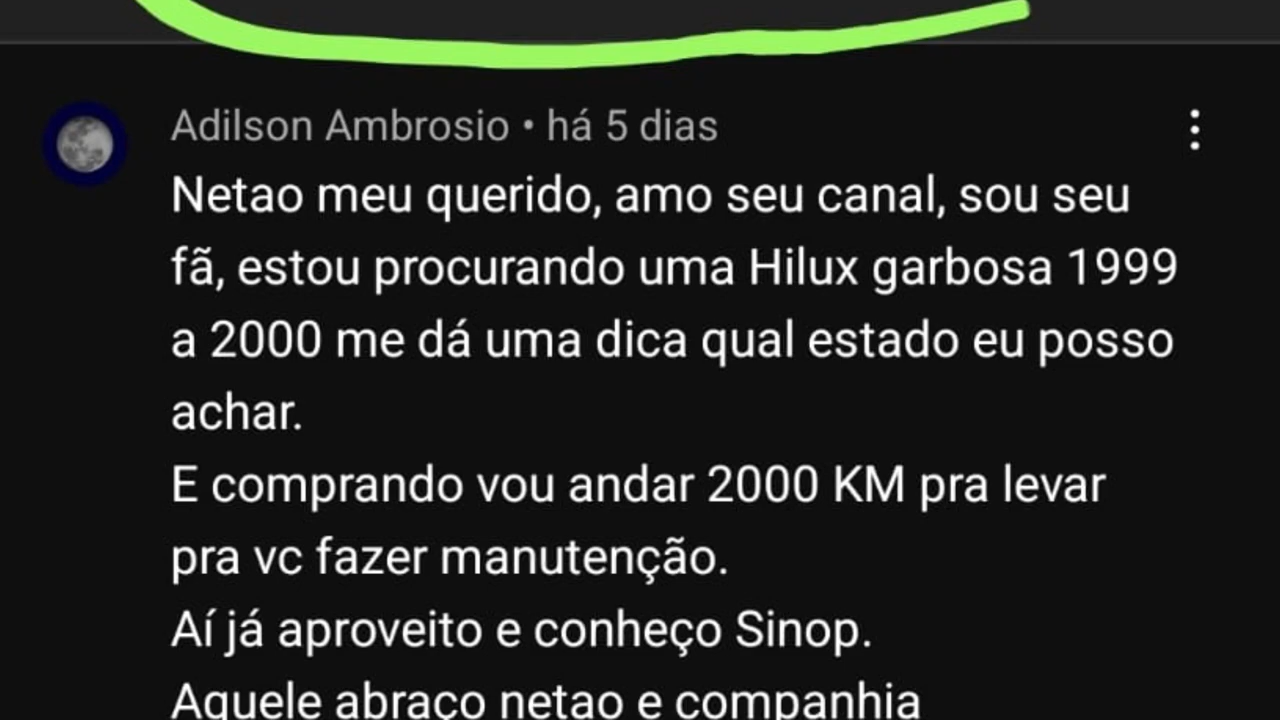 Adilson Ambrosio • há 5 dias
Netao meu querido, amo seu canal, sou seu
fã, estou procurando uma Hilux garbosa 1999
a 2000 me dá uma dica qual estado eu posso
achar.
E comprando vou andar 2000 KM pra levar
pra vc fazer manutenção.
Aí já aproveito e conheço Sinop.
Aquele abraço netao e companhia